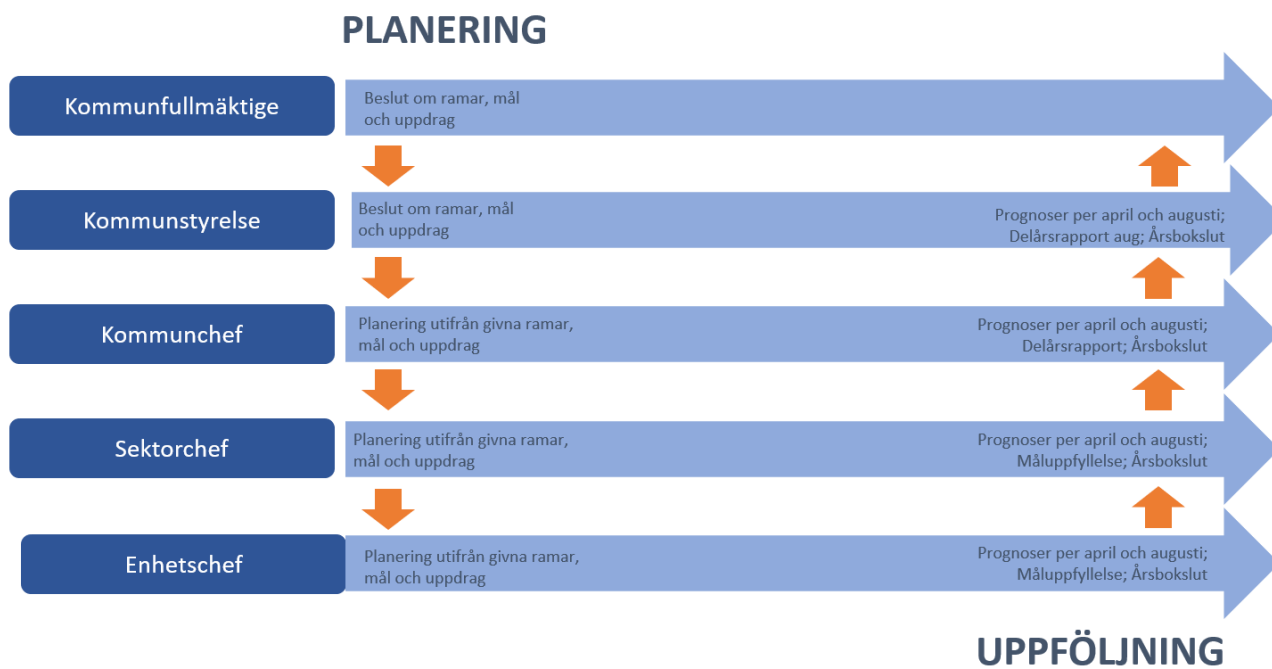 PLANERING
Kommunfullmäktige
Beslut om ramar, mål
och uppdrag
Kommunstyrelse
Beslut om ramar, mål
och uppdrag
Prognoser per april och augusti;
Delårsrapport aug; Årsbokslut
Kommunchef
Planering utifrån givna ramar,
mål och uppdrag
Prognoser per april och augusti;
Delårsrapport; Årsbokslut
Sektorchef
Planering utifrån givna ramar,
mål och uppdrag
Prognoser per april och augusti;
Måluppfyllelse; Årsbokslut
Enhetschef
Planering utifrån givna ramar,
mål och uppdrag
Prognoser per april och augusti;
Måluppfyllelse; Årsbokslut
UPPFÖLJNING